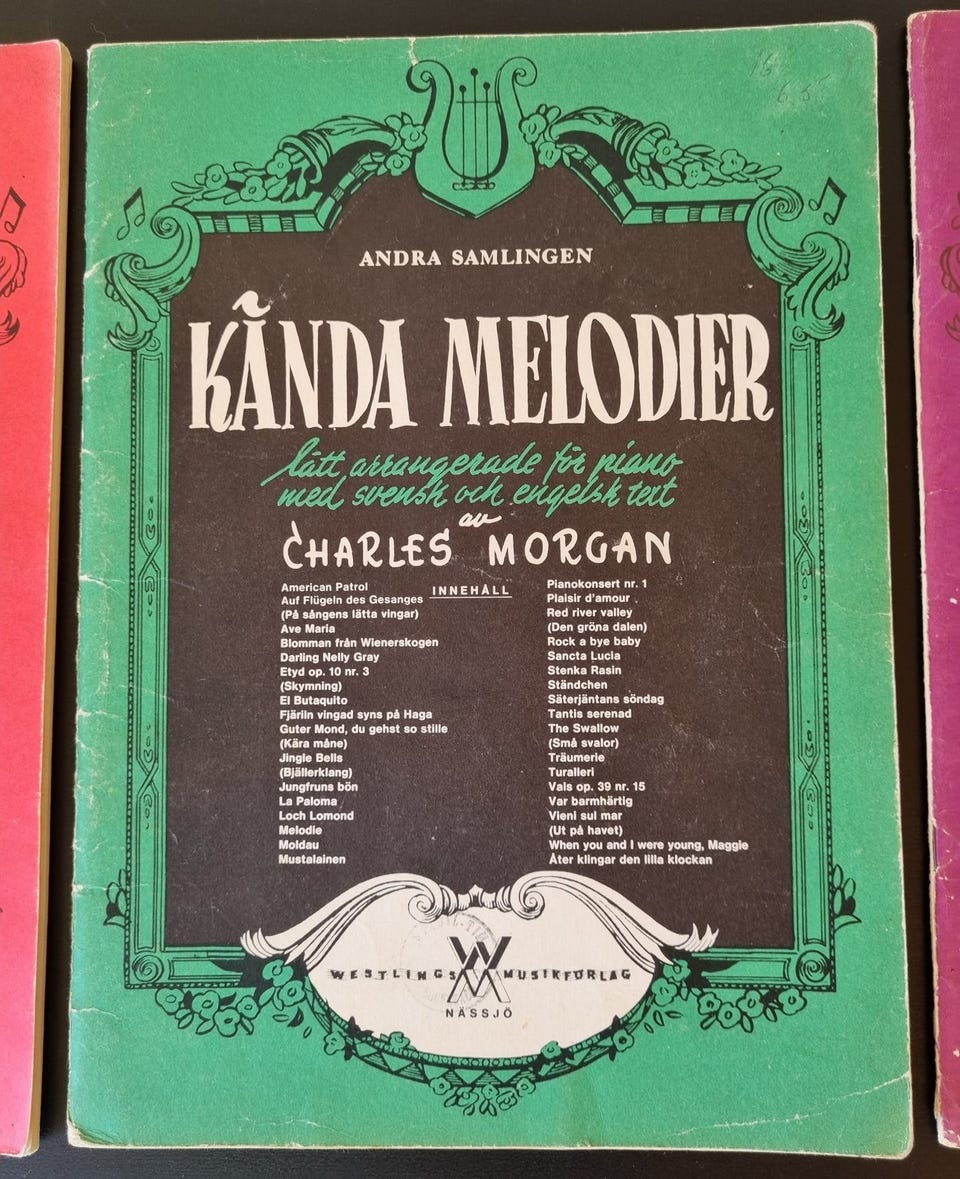 ANDRA SAMLINGEN
KÄNDA MELODIER
lätt arrangerade för piano
med svensk och engelsk text
av
CHARLES MORGAN
INNEHÅLL
American Patrol
Auf Flügeln des Gesanges
(På sångens lätta vingar)
Ave Maria
Blomman från Wienerskogen
Darling Nelly Gray
Etyd op. 10 nr. 3
(Skymning)
El Butaquito
Fjäriln vingad syns på Haga
Guter Mond, du gehst so stille
(Kära måne)
Jingle Bells
(Bjällerklang)
Jungfruns bön
La Paloma
Loch Lomond
Melodie
Moldau
Mustalainen
Pianokonsert nr. 1
Plaisir d'amour
Red river valley
(Den gröna dalen)
Rock a bye baby
Sancta Lucia
Stenka Rasin
Ständchen
Säterjäntans söndag
Tantis serenad
The Swallow
(Små svalor)
Träumerie
Turalleri
Vals op. 39 nr. 15
Var barmhärtig
Vieni sul mar
(Ut på havet)
When you and I were young, Maggie
Åter klingar den lilla klockan
WESTLINGS MUSIKFÖRLAG
NÄSSJÖ